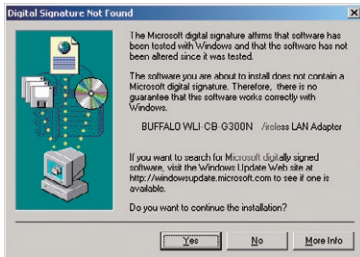 Digital Signature Not Found
The Microsoft digital signature affirms that software has
been tested with Windows and that the software has not
been altered since it was tested.
The software you are about to install does not contain a
Microsoft digital signature. Therefore, there is no
guarantee that this software works correctly with
Windows.
BUFFALO WLI-CB-G300N LAN Adapter
If you want to search for Microsoft digitally signed
software, visit the Windows Update Web site at
http://windowsupdate.microsoft.com to see if one is
available.
Do you want to continue the installation?
Yes No More Info